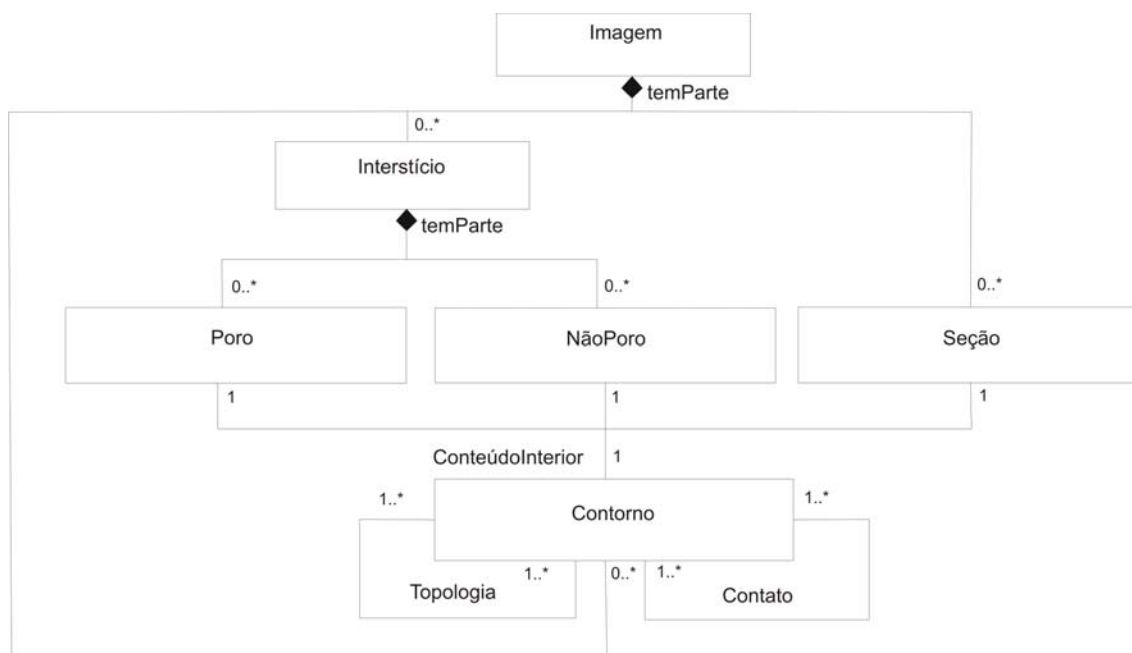 Imagem
temParte
0..*
Interstício
temParte
0..* 0..* 0..*
Poro NãoPoro Seção
1 1 1
ConteúdoInterior 1
1..* 1..*
Contorno
1..* 0..* 1..*
Topologia Contato